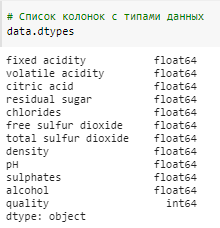 # Список колонок с типами данных
data.dtypes
fixed acidity float64
volatile acidity float64
citric acid float64
residual sugar float64
chlorides float64
free sulfur dioxide float64
total sulfur dioxide float64
density float64
pH float64
sulphates float64
alcohol float64
quality int64
dtype: object